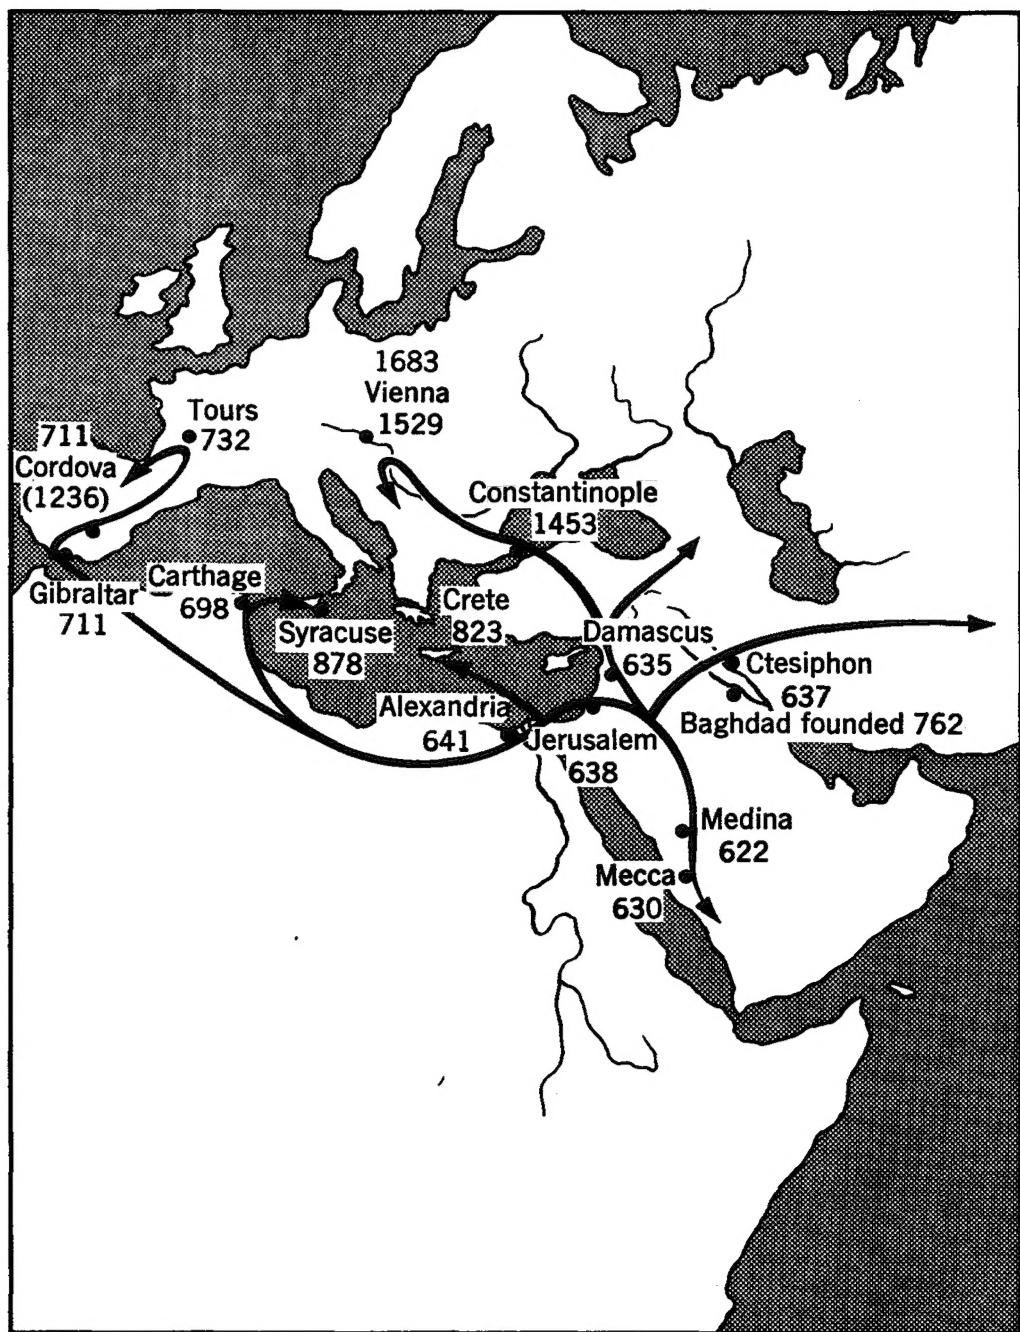 1683
Vienna
1529
Tours
732
711
Cordova
(1236)
Constantinople
1453
Gibraltar
711
Carthage
698
Syracuse
878
Crete
823
Damascus
635
Ctesiphon
637
Baghdad founded 762
Alexandria
641
Jerusalem
638
Medina
622
Mecca
630